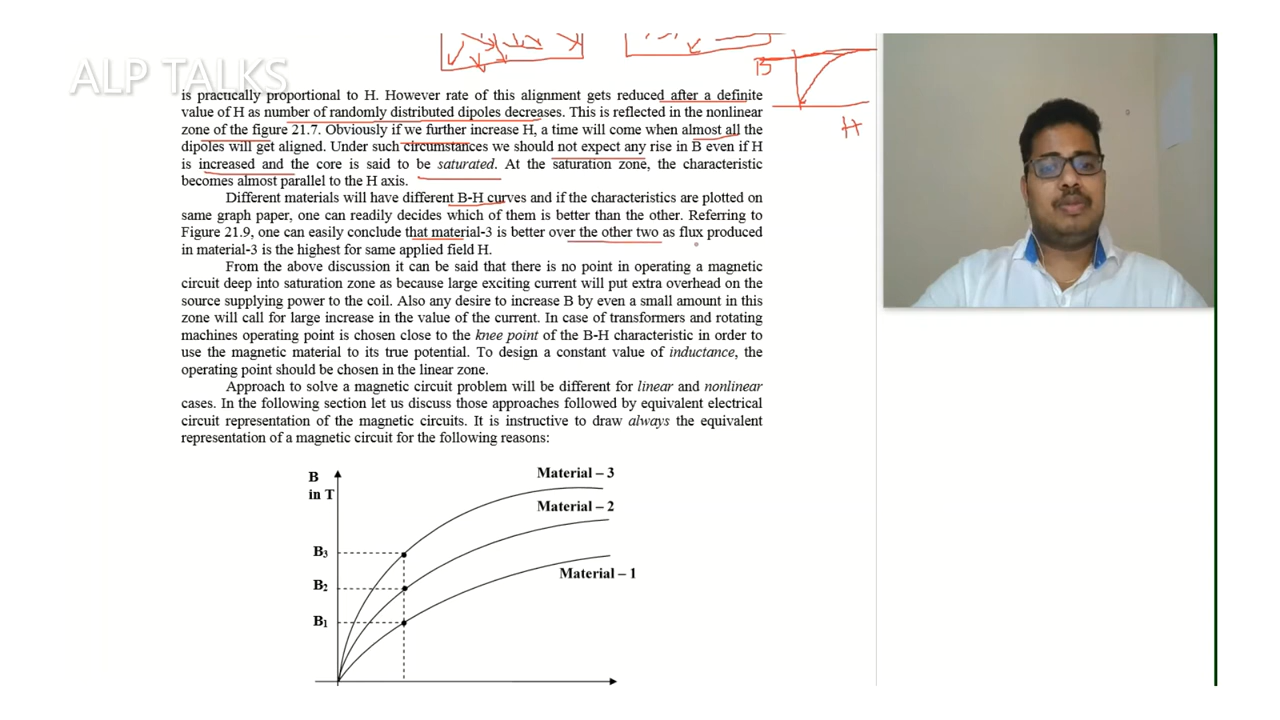 ALP TALKS
B
H
is practically proportional to H. However rate of this alignment gets reduced after a definite
value of H as number of randomly distributed dipoles decreases. This is reflected in the nonlinear
zone of the figure 21.7. Obviously if we further increase H, a time will come when almost all the
dipoles will get aligned. Under such circumstances we should not expect any rise in B even if H
is increased and the core is said to be saturated. At the saturation zone, the characteristic
becomes almost parallel to the H axis.
Different materials will have different B-H curves and if the characteristics are plotted on
same graph paper, one can readily decides which of them is better than the other. Referring to
Figure 21.9, one can easily conclude that material-3 is better over the other two as flux produced
in material-3 is the highest for same applied field H.
From the above discussion it can be said that there is no point in operating a magnetic
circuit deep into saturation zone as because large exciting current will put extra overhead on the
source supplying power to the coil. Also any desire to increase B by even a small amount in this
zone will call for large increase in the value of the current. In case of transformers and rotating
machines operating point is chosen close to the knee point of the B-H characteristic in order to
use the magnetic material to its true potential. To design a constant value of inductance, the
operating point should be chosen in the linear zone.
Approach to solve a magnetic circuit problem will be different for linear and nonlinear
cases. In the following section let us discuss those approaches followed by equivalent electrical
circuit representation of the magnetic circuits. It is instructive to draw always the equivalent
representation of a magnetic circuit for the following reasons:
B
in T
Material – 3
Material – 2
B3
Material – 1
B2
B1